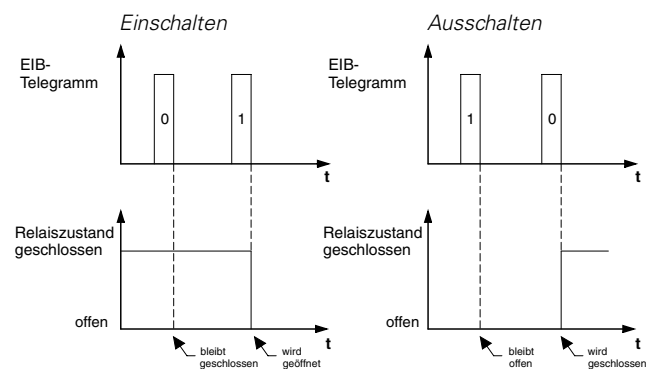 Einschalten
EIB-
Telegramm
0
1
t
Relaiszustand
geschlossen
offen
t
bleibt
geschlossen
wird
geöffnet
Ausschalten
EIB-
Telegramm
1
0
t
Relaiszustand
geschlossen
offen
t
bleibt
offen
wird
geschlossen